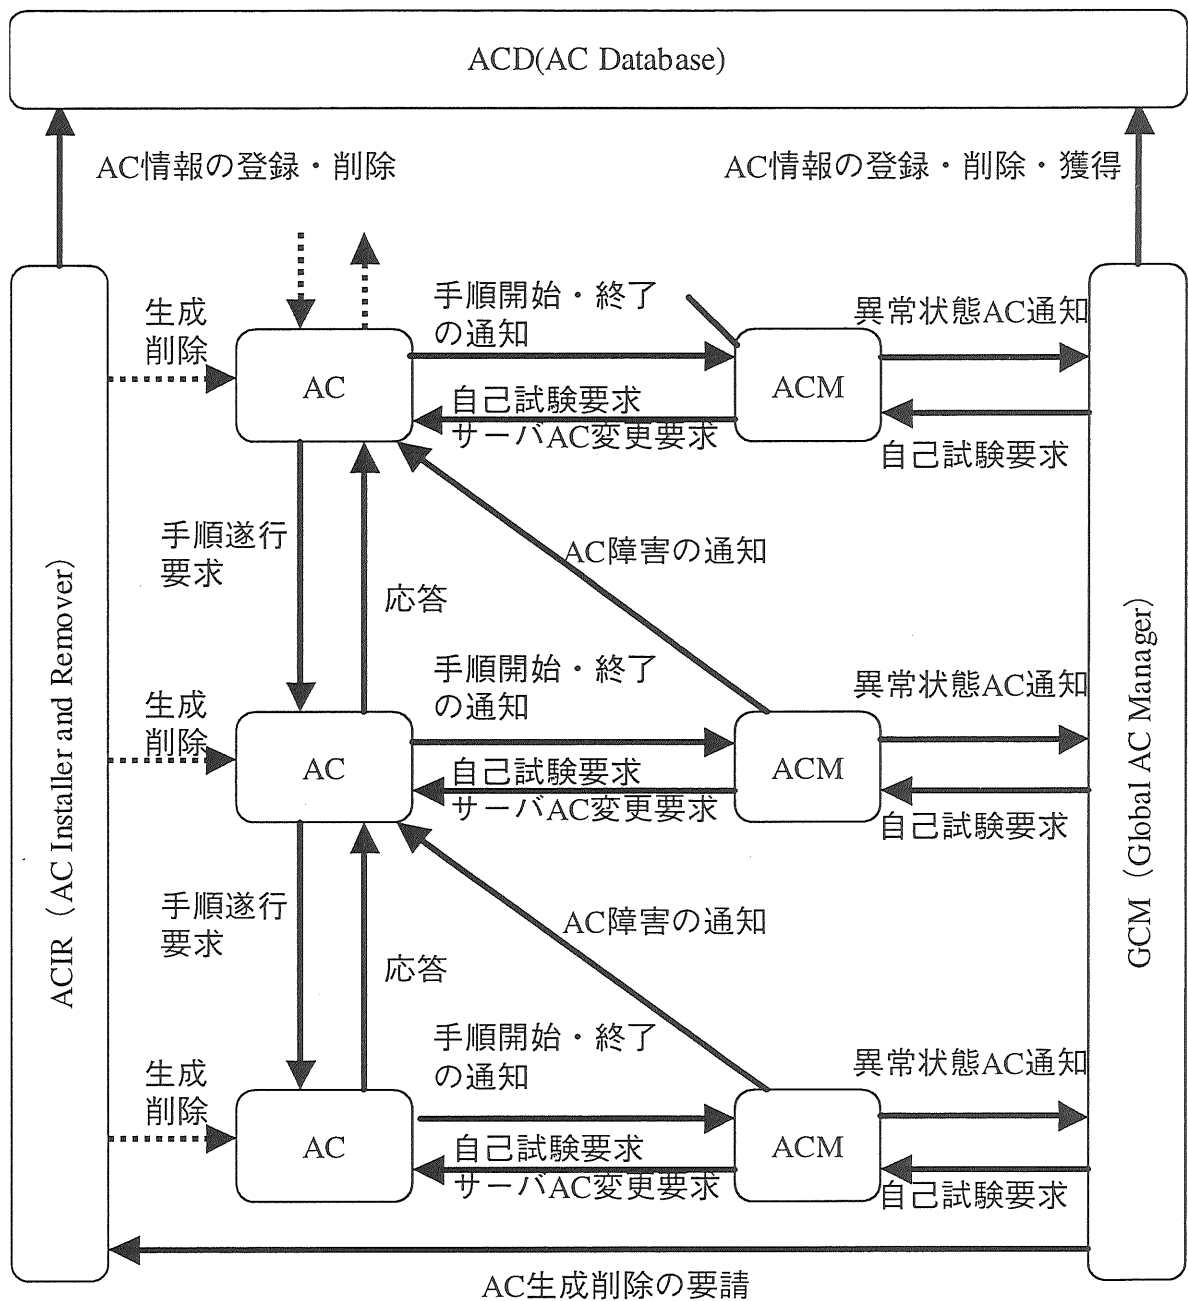 ACD(AC Database)
AC情報の登録・削除
AC情報の登録・削除・獲得
生成
削除
手順開始・終了
の通知
異常状態AC通知
AC
ACM
自己試験要求
サーバAC変更要求
自己試験要求
手順遂行
要求
応答
AC障害の通知
生成
削除
手順開始・終了
の通知
異常状態AC通知
AC
ACM
自己試験要求
サーバAC変更要求
自己試験要求
手順遂行
要求
応答
AC障害の通知
生成
削除
手順開始・終了
の通知
異常状態AC通知
AC
ACM
自己試験要求
サーバAC変更要求
自己試験要求
ACIR（AC Installer and Remover）
GCM（Global AC Manager）
AC生成削除の要請